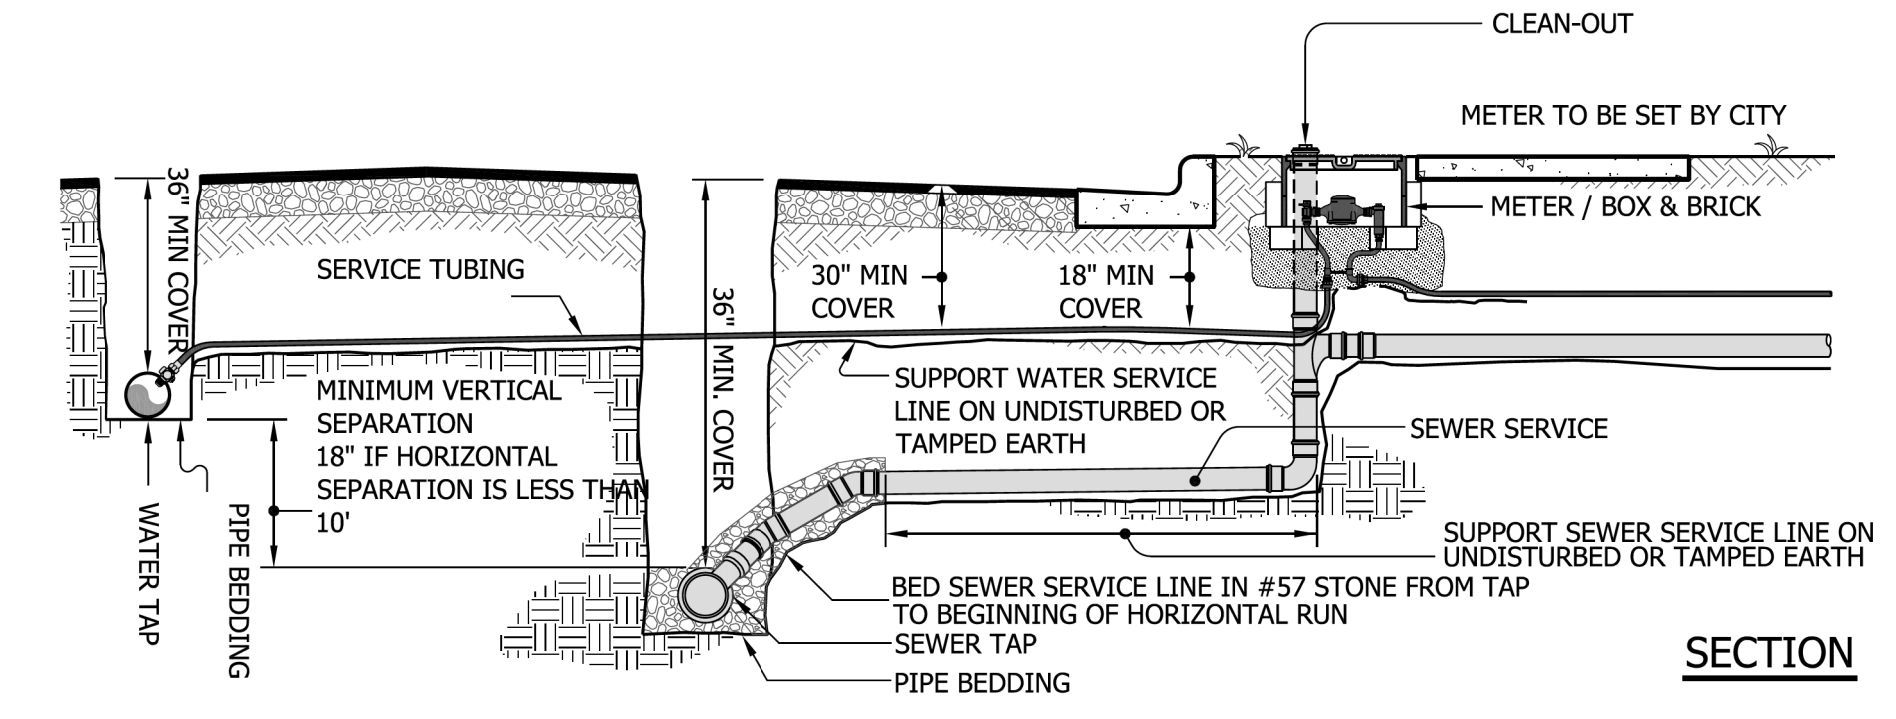 CLEAN-OUT
METER TO BE SET BY CITY
METER / BOX & BRICK
36" MIN COVER
SERVICE TUBING
36" MIN. COVER
30" MIN
COVER
18" MIN
COVER
MINIMUM VERTICAL
SEPARATION
18" IF HORIZONTAL
SEPARATION IS LESS THAN
10'
SUPPORT WATER SERVICE
LINE ON UNDISTURBED OR
TAMPED EARTH
SEWER SERVICE
WATER TAP
PIPE BEDDING
SUPPORT SEWER SERVICE LINE ON
UNDISTURBED OR TAMPED EARTH
BED SEWER SERVICE LINE IN #57 STONE FROM TAP
TO BEGINNING OF HORIZONTAL RUN
SEWER TAP
PIPE BEDDING
SECTION